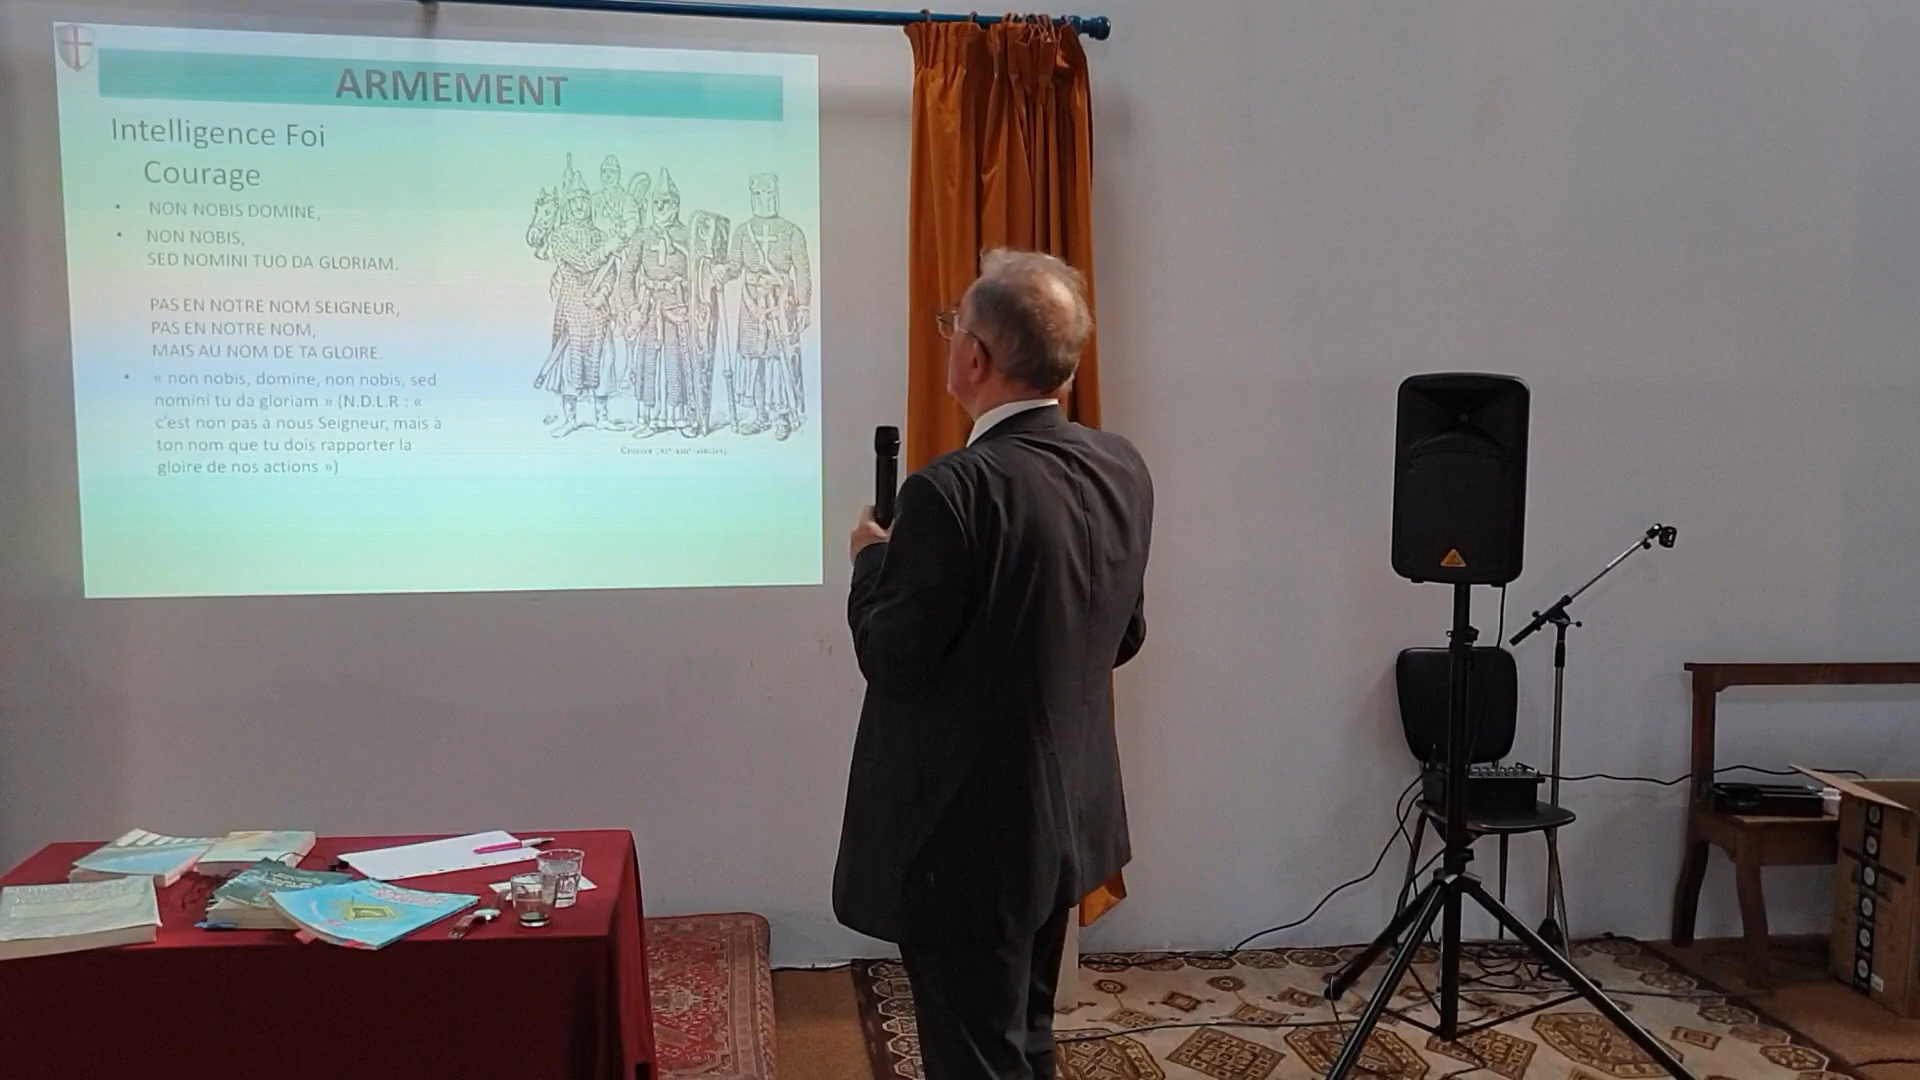 ARMEMENT
Intelligence Foi
Courage
• NON NOBIS DOMINE,
• NON NOBIS,
SED NOMINI TUO DA GLORIAM.
PAS EN NOTRE NOM SEIGNEUR,
PAS EN NOTRE NOM,
MAIS AU NOM DE TA GLOIRE.
• « non nobis, domine, non nobis, sed
nomini tu da gloriam » (N.D.L.R : «
c'est non pas à nous Seigneur, mais à
ton nom que tu dois rapporter la
gloire de nos actions »)